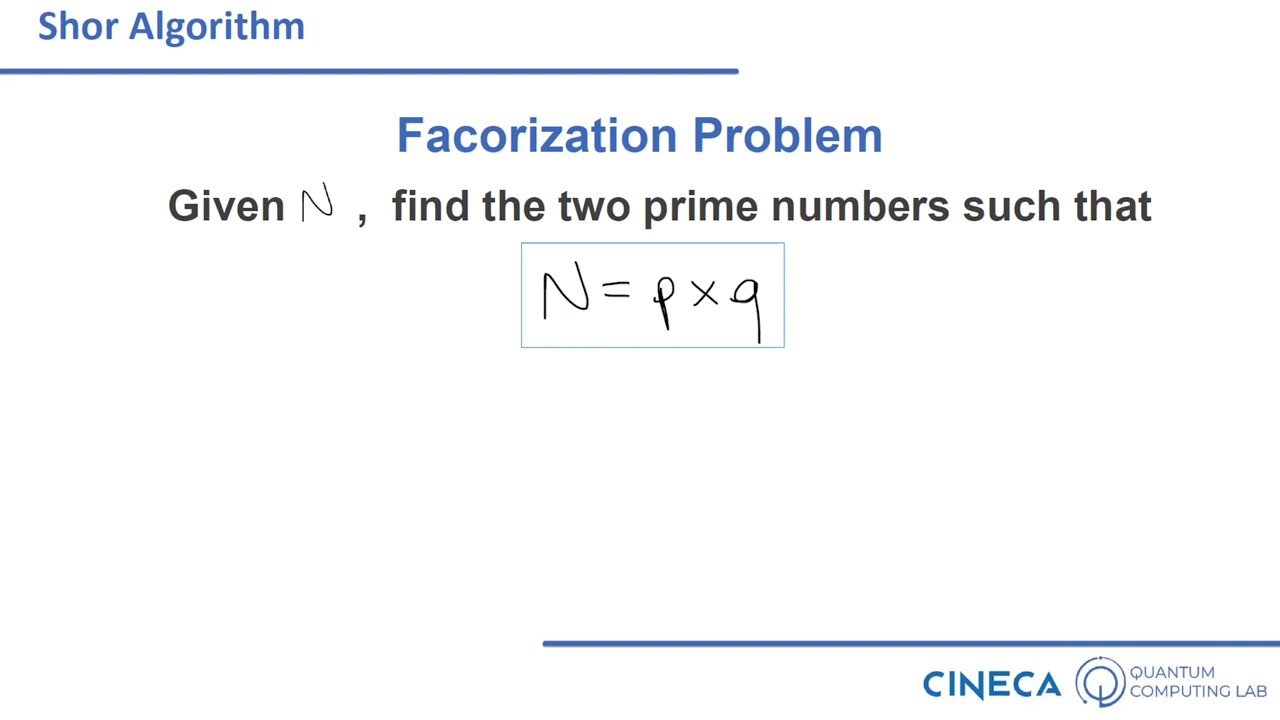 Shor Algorithm
Facorization Problem
Given N , find the two prime numbers such that
N = p × q
CINECA QUANTUM
COMPUTING LAB